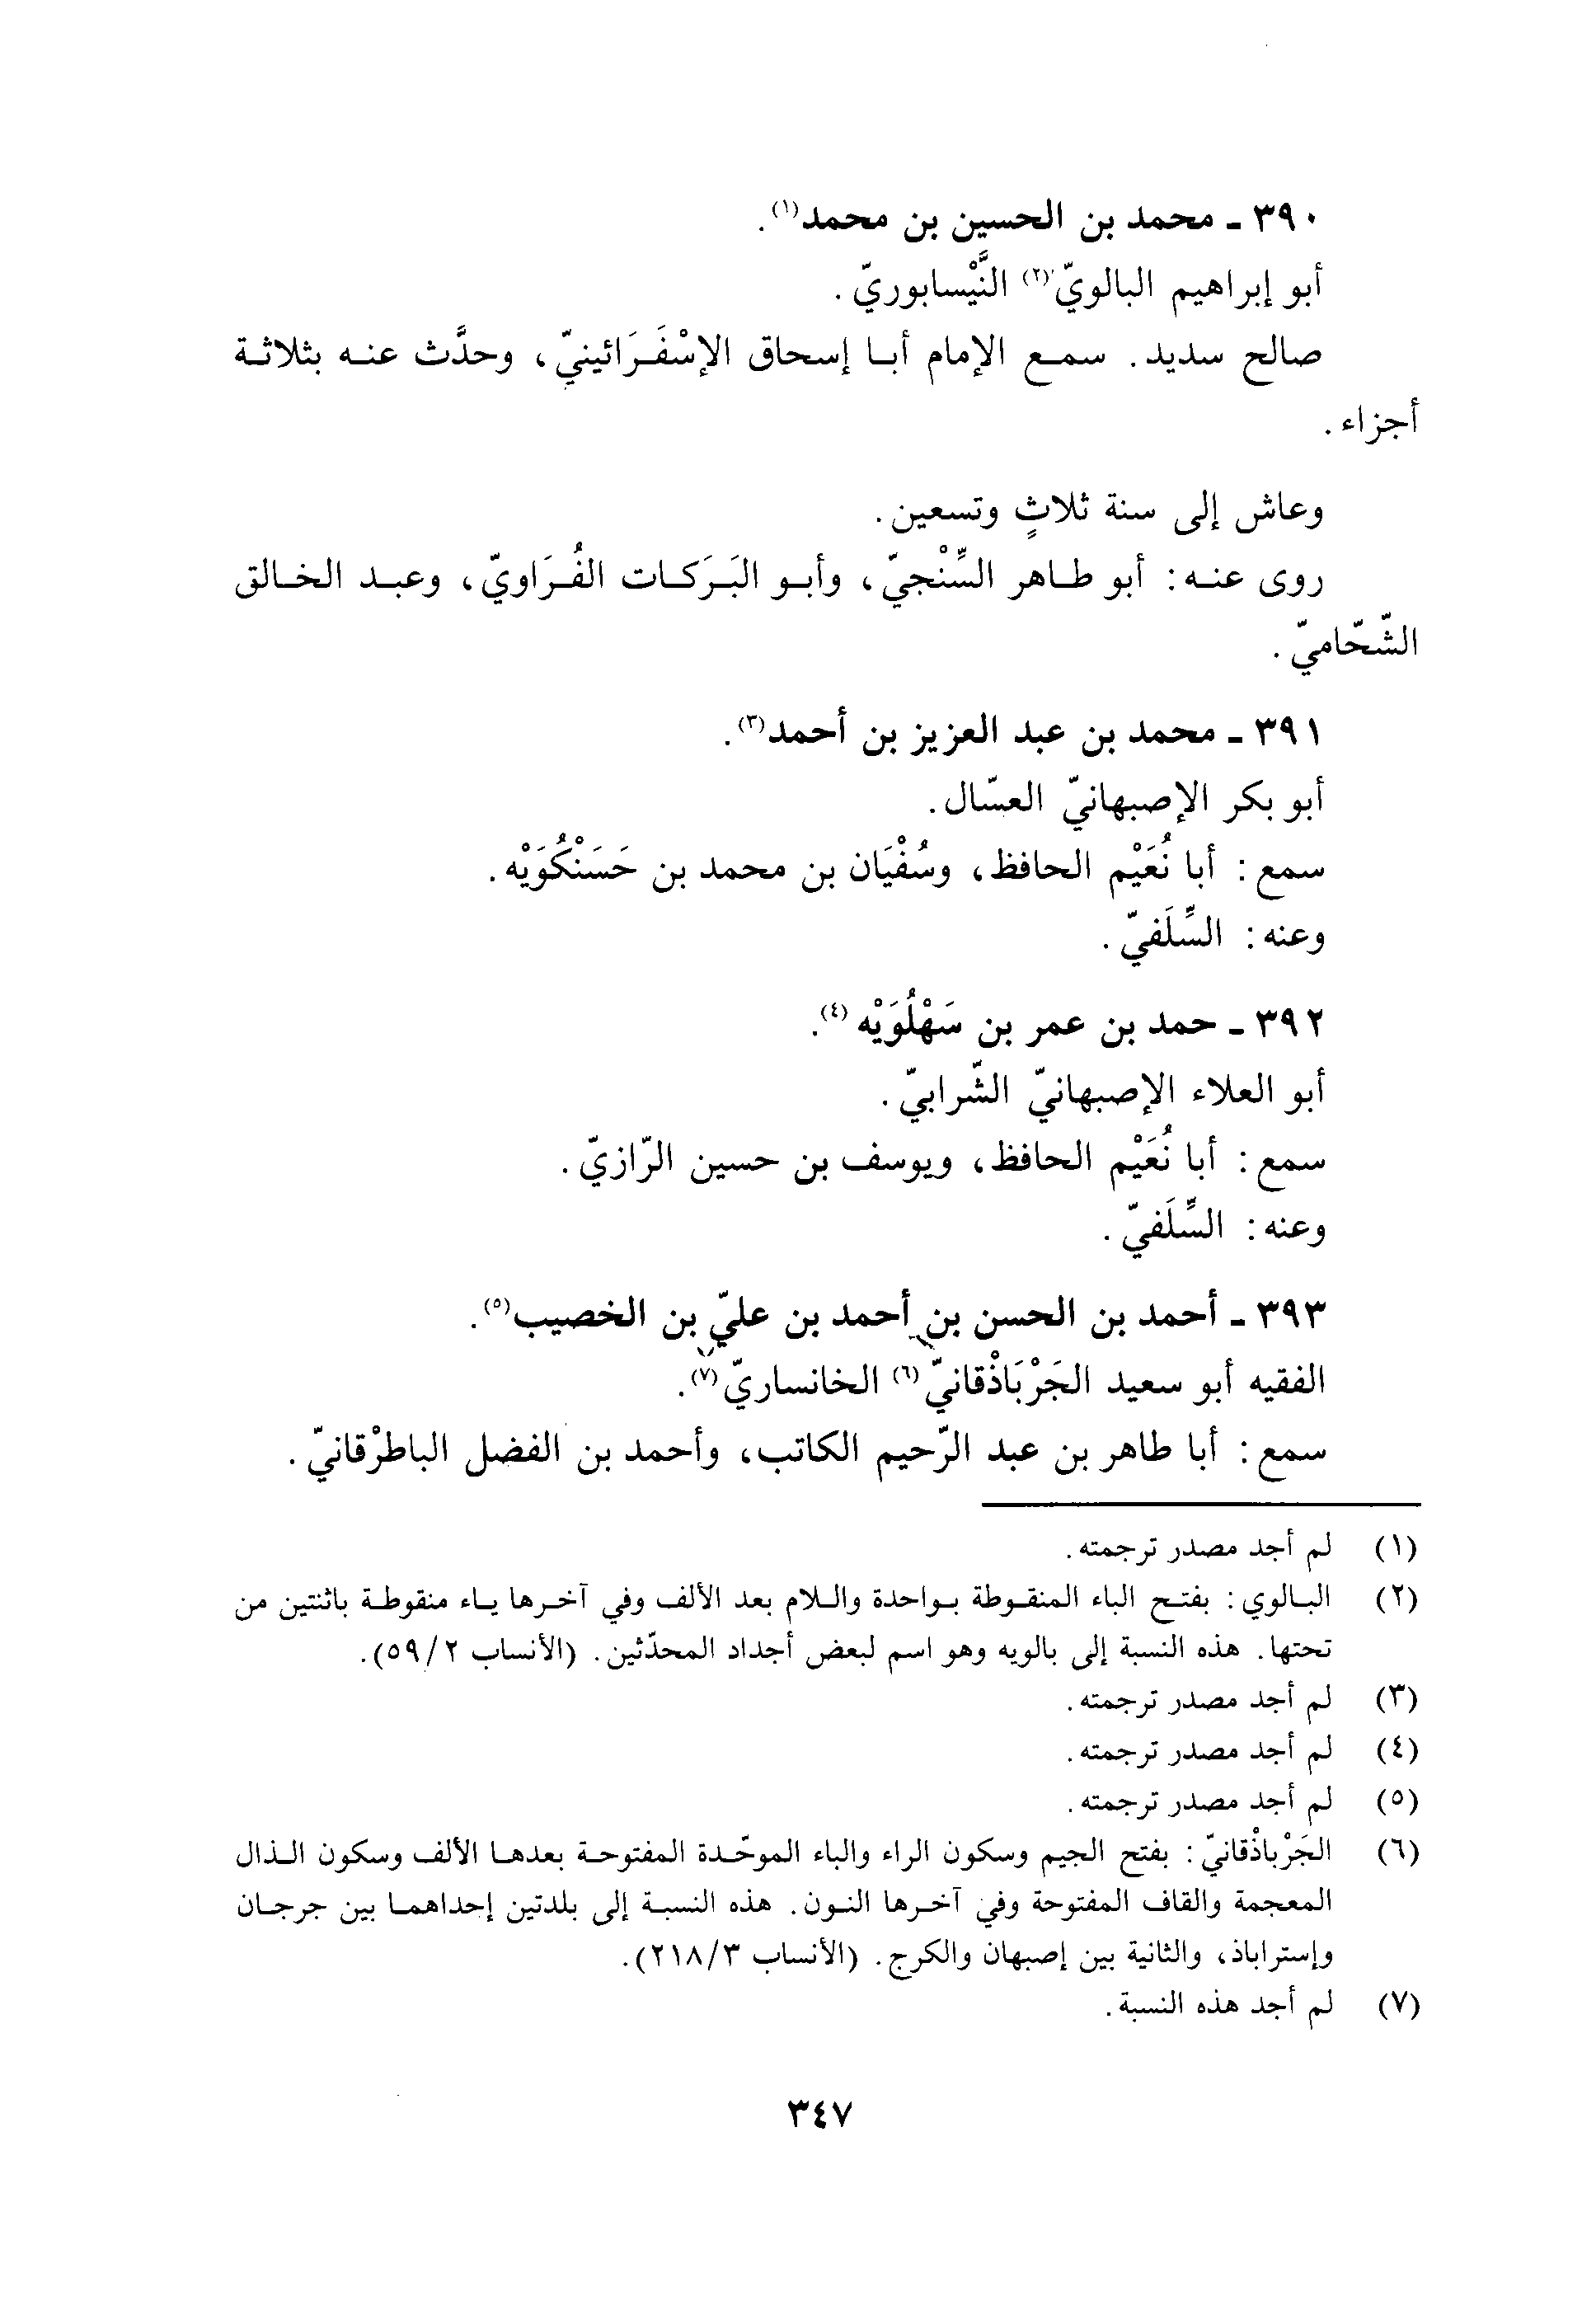 ٣٩٠ ـ محمد بن الحسين بن محمد(١).
أبو إبراهيم البالويّ(٢) النَّيْسابوريّ.
صالح سديد. سمع الإمام أبا إسحاق الإسْفَرَائينيّ، وحدَّث عنه بثلاثة
أجزاء.
وعاش إلى سنة ثلاثٍ وتسعين.
روى عنه: أبو طاهر السِّنْجيّ، وأبو البَرَكات الفُرَاويّ، وعبد الخالق
الشّحّاميّ.
٣٩١ ـ محمد بن عبد العزيز بن أحمد(٣).
أبو بكر الإصبهانيّ العسّال.
سمع: أبا نُعَيْم الحافظ، وسُفْيَان بن محمد بن حَسَنْكُوَيْه.
وعنه: السِّلَفيّ.
٣٩٢ ـ حمد بن عمر بن سَهْلُوَيْه(٤).
أبو العلاء الإصبهانيّ الشّرابيّ.
سمع: أبا نُعَيْم الحافظ، ويوسف بن حسين الرّازيّ.
وعنه: السِّلَفيّ.
٣٩٣ ـ أحمد بن الحسن بن أحمد بن عليّ بن الخصيب(٥).
الفقيه أبو سعيد الجَرْبَاذْقانيّ(٦) الخانساريّ(٧).
سمع: أبا طاهر بن عبد الرّحيم الكاتب، وأحمد بن الفضل الباطرْقانيّ.
(١) لم أجد مصدر ترجمته.
(٢) البالوي: بفتح الباء المنقوطة بواحدة واللام بعد الألف وفي آخرها ياء منقوطة باثنتين من
تحتها. هذه النسبة إلى بالويه وهو اسم لبعض أجداد المحدّثين. (الأنساب ٢/ ٥٩).
(٣) لم أجد مصدر ترجمته.
(٤) لم أجد مصدر ترجمته.
(٥) لم أجد مصدر ترجمته.
(٦) الجَرْباذْقانيّ: بفتح الجيم وسكون الراء والباء الموحّدة المفتوحة بعدها الألف وسكون الذال
المعجمة والقاف المفتوحة وفي آخرها النون. هذه النسبة إلى بلدتين إحداهما بين جرجان
وإستراباذ، والثانية بين إصبهان والكرج. (الأنساب ٢١٨/٣).
(٧) لم أجد هذه النسبة.
٣٤٧